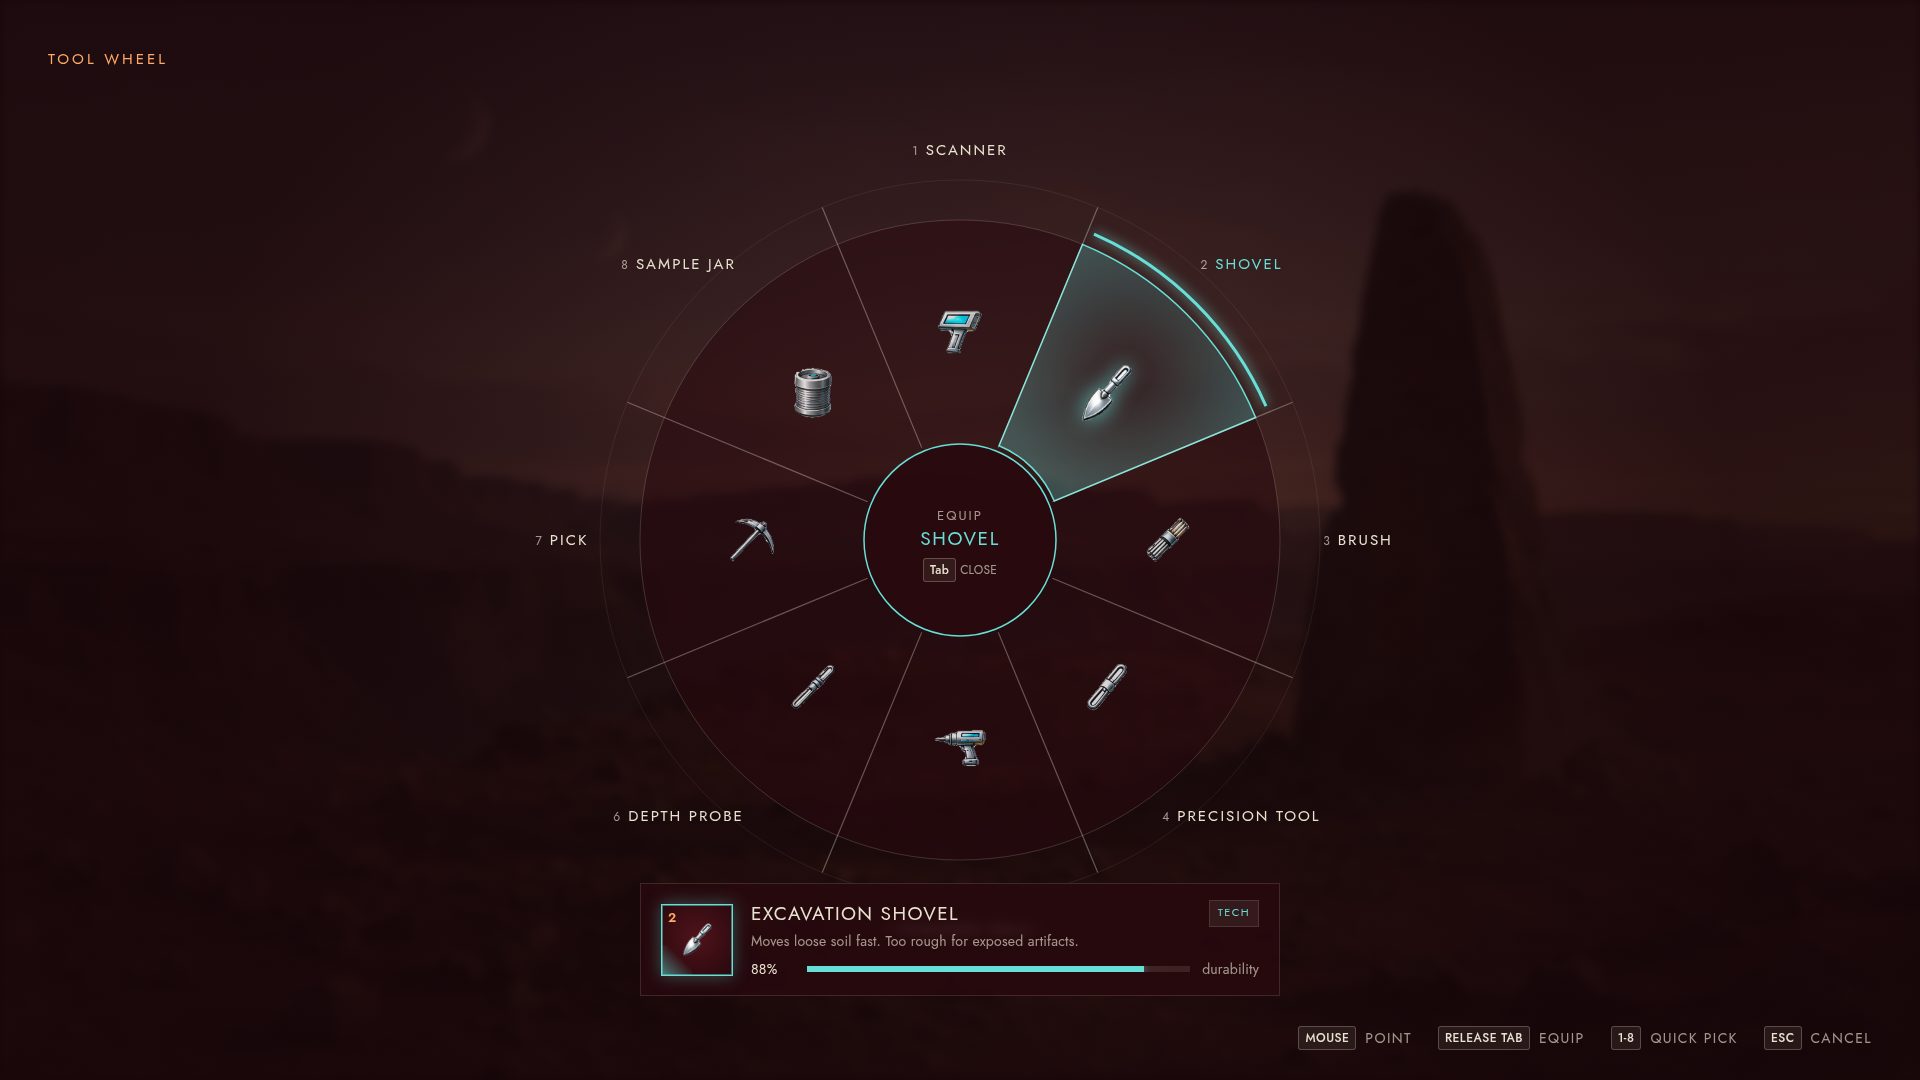 TOOL WHEEL
1 SCANNER
8 SAMPLE JAR
2 SHOVEL
7 PICK
EQUIP
SHOVEL
Tab CLOSE
3 BRUSH
6 DEPTH PROBE
4 PRECISION TOOL
2
EXCAVATION SHOVEL
TECH
Moves loose soil fast. Too rough for exposed artifacts.
88% durability
MOUSE POINT RELEASE TAB EQUIP 1-8 QUICK PICK ESC CANCEL